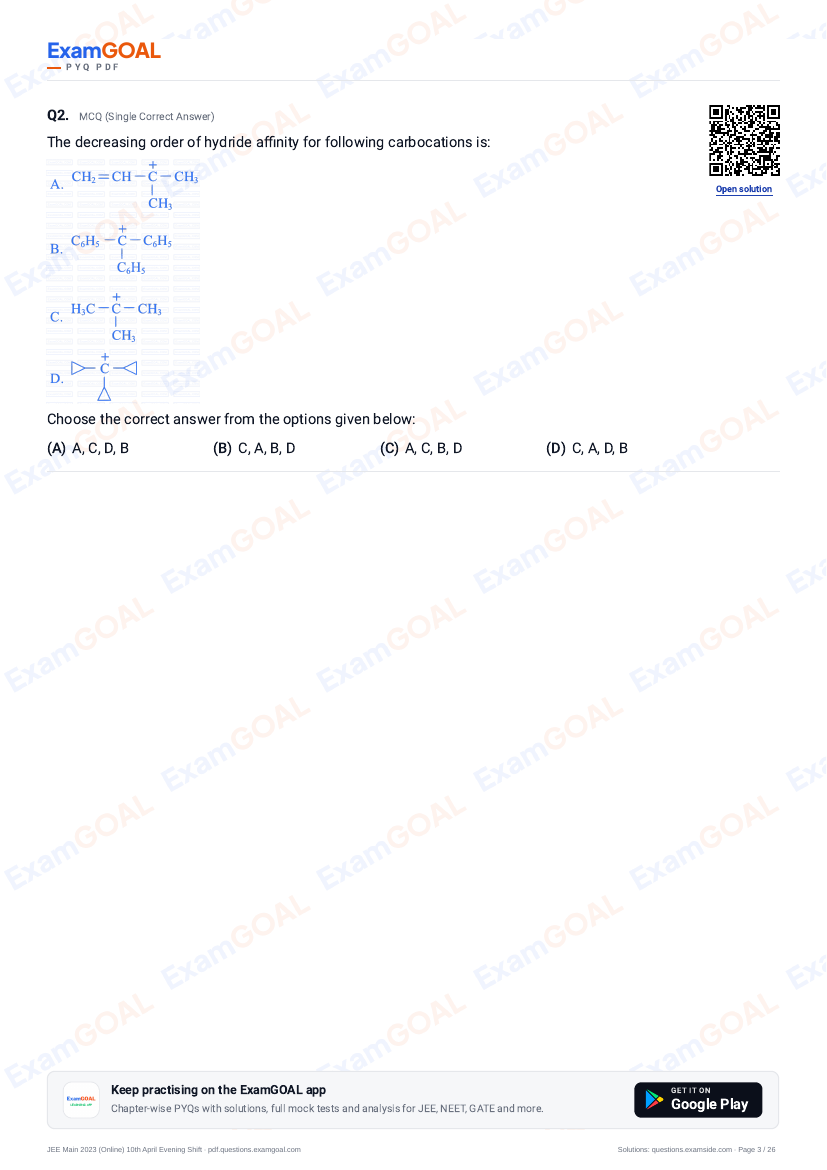 ExamGOAL
PYQ PDF
Q2. MCQ (Single Correct Answer)
The decreasing order of hydride affinity for following carbocations is:
Open solution
A. CH₂=CH−C⁺−CH₃
CH₃
B. C₆H₅−C⁺−C₆H₅
C₆H₅
C. H₃C−C⁺−CH₃
CH₃
D. C⁺
Choose the correct answer from the options given below:
(A) A, C, D, B (B) C, A, B, D (C) A, C, B, D (D) C, A, D, B
Keep practising on the ExamGOAL app
Chapter-wise PYQs with solutions, full mock tests and analysis for JEE, NEET, GATE and more.
GET IT ON
Google Play
JEE Main 2023 (Online) 10th April Evening Shift · pdf.questions.examgoal.com Solutions: questions.examside.com · Page 3 / 26